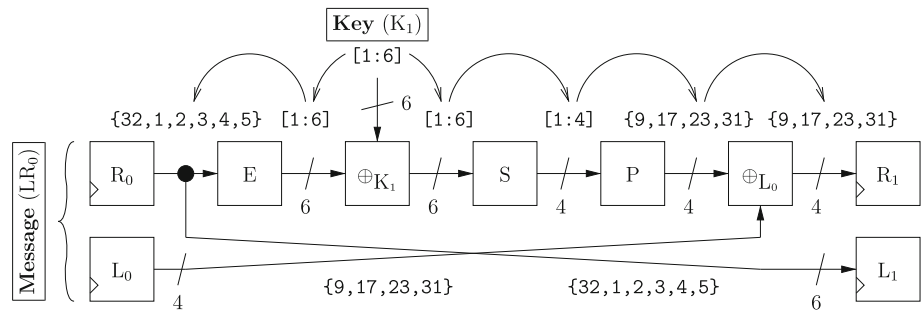 Key (K₁)
[1:6]
6
{32,1,2,3,4,5} [1:6] [1:6] [1:4] {9,17,23,31} {9,17,23,31}
Message (LR₀)
R₀ E ⊕K₁ S P ⊕L₀ R₁
6 6 4 4 4
L₀ L₁
4 {9,17,23,31} {32,1,2,3,4,5} 6